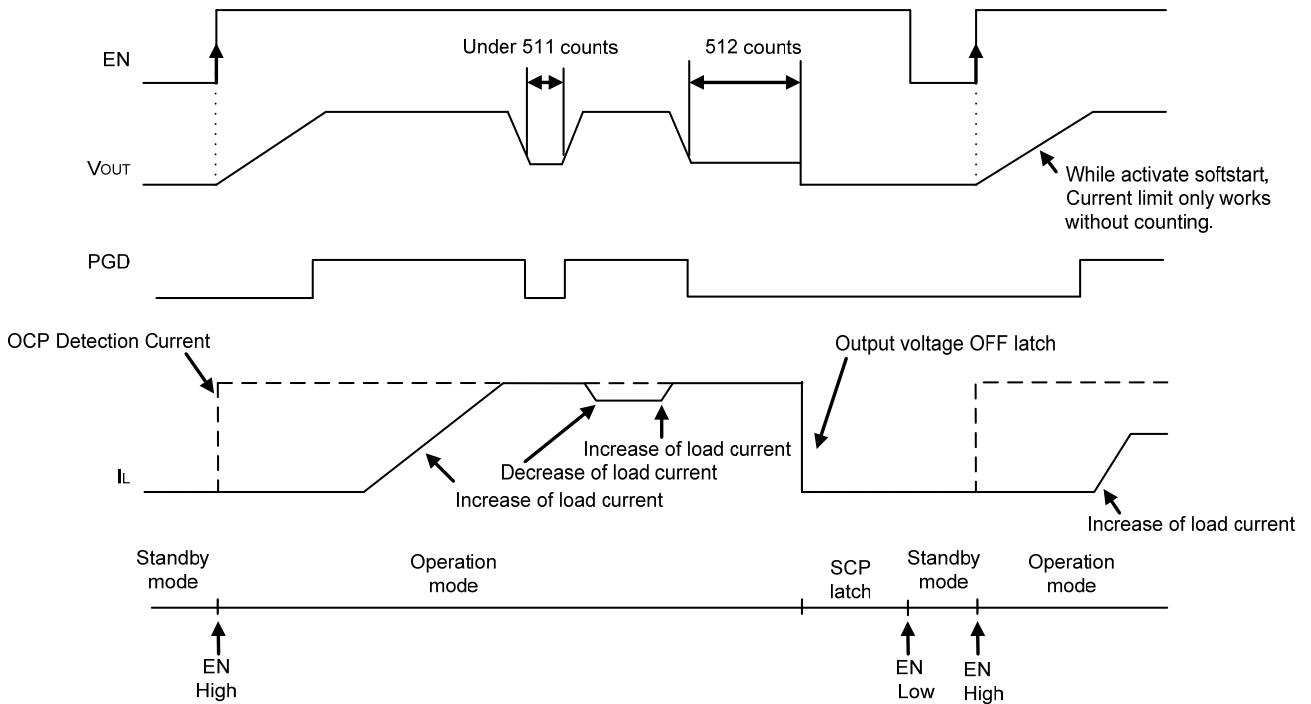 EN
Under 511 counts
512 counts
VOUT
While activate softstart,
Current limit only works
without counting.
PGD
OCP Detection Current
Output voltage OFF latch
IL
Increase of load current
Decrease of load current
Increase of load current
Increase of load current
Standby
mode
Operation
mode
SCP
latch
Standby
mode
Operation
mode
EN
High
EN
Low
EN
High